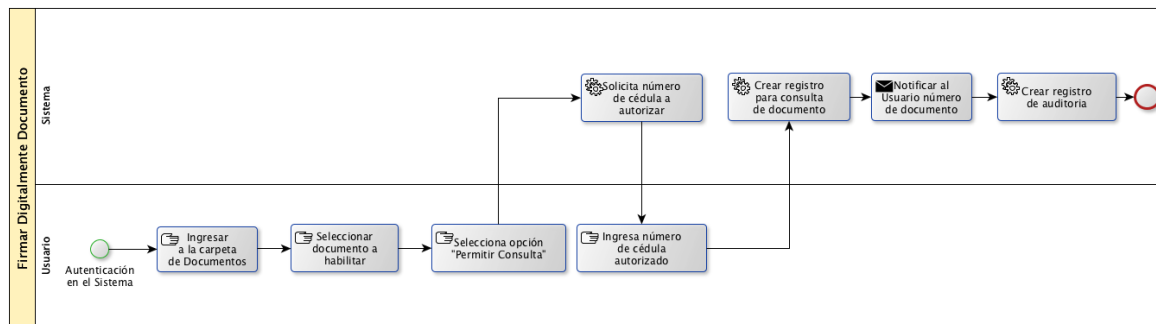 Firmar Digitalmente Documento
Sistema
Solicita número
de cédula a
autorizar
Crear registro
para consulta
de documento
Notificar al
Usuario número
de documento
Crear registro
de auditoria
Usuario
Autenticación
en el Sistema
Ingresar
a la carpeta
de Documentos
Seleccionar
documento a
habilitar
Selecciona opción
"Permitir Consulta"
Ingresa número
de cédula
autorizado